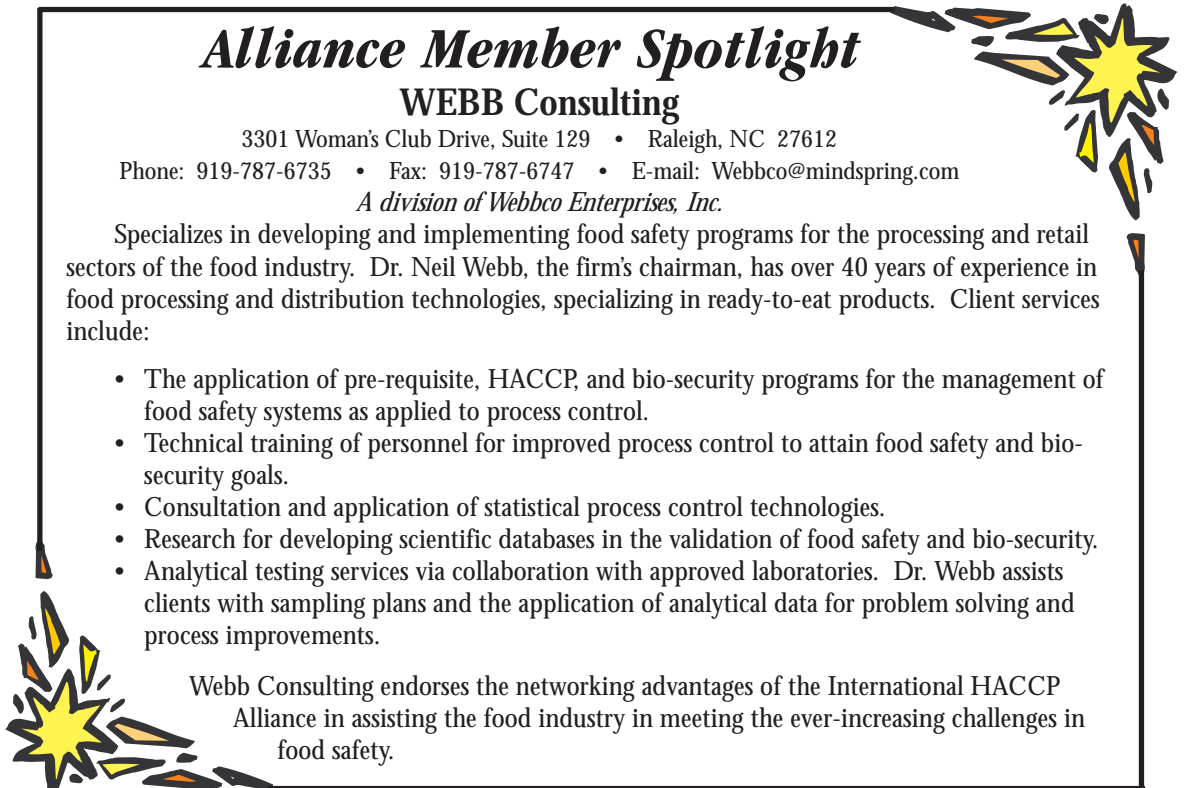 Alliance Member Spotlight
WEBB Consulting
3301 Woman's Club Drive, Suite 129 • Raleigh, NC 27612
Phone: 919-787-6735 • Fax: 919-787-6747 • E-mail: Webbco@mindspring.com
A division of Webbco Enterprises, Inc.
Specializes in developing and implementing food safety programs for the processing and retail
sectors of the food industry. Dr. Neil Webb, the firm's chairman, has over 40 years of experience in
food processing and distribution technologies, specializing in ready-to-eat products. Client services
include:
• The application of pre-requisite, HACCP, and bio-security programs for the management of
food safety systems as applied to process control.
• Technical training of personnel for improved process control to attain food safety and bio-
security goals.
• Consultation and application of statistical process control technologies.
• Research for developing scientific databases in the validation of food safety and bio-security.
• Analytical testing services via collaboration with approved laboratories. Dr. Webb assists
clients with sampling plans and the application of analytical data for problem solving and
process improvements.
Webb Consulting endorses the networking advantages of the International HACCP
Alliance in assisting the food industry in meeting the ever-increasing challenges in
food safety.